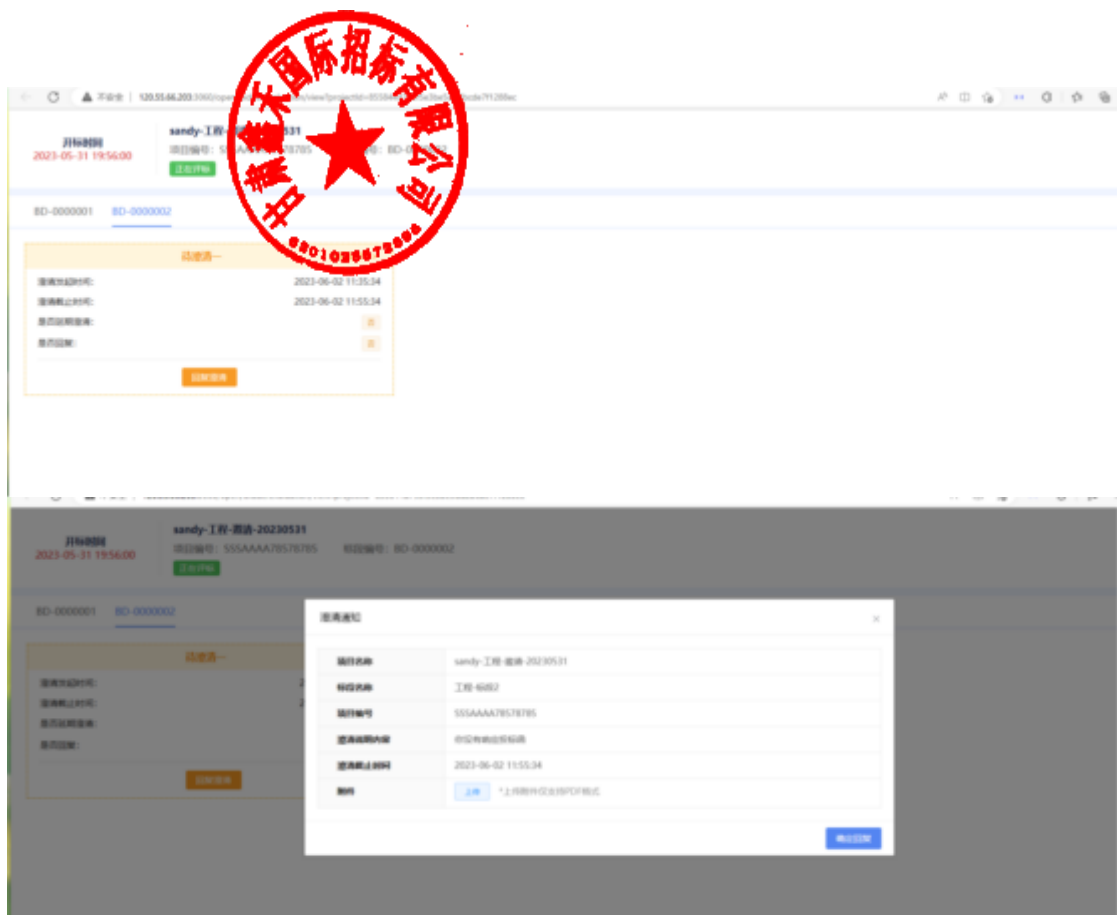 甘肃鑫禾国际招标有限公司
不安全 120.55.66.203:3060/
开标时间
2023-05-31 19:56:00
sandy-工程-
项目编号:
正在评标
BD-0000001 BD-0000002
待澄清一
澄清发起时间: 2023-06-02 11:35:34
澄清截止时间: 2023-06-02 11:55:34
是否延期澄清: 否
是否回复: 否
回复澄清
开标时间
2023-05-31 19:56:00
sandy-工程-邀请-20230531
项目编号: SSSAAAA78578785 标段编号: BD-0000002
正在评标
BD-0000001 BD-0000002
待澄清一
澄清发起时间:
澄清截止时间:
是否延期澄清:
是否回复:
回复澄清
澄清通知
项目名称 sandy-工程-邀请-20230531
标段名称 工程-标段2
项目编号 SSSAAAA78578785
澄清说明内容 你没有响应投标函
澄清截止时间 2023-06-02 11:55:34
附件 上传 *上传附件仅支持PDF格式
确定回复